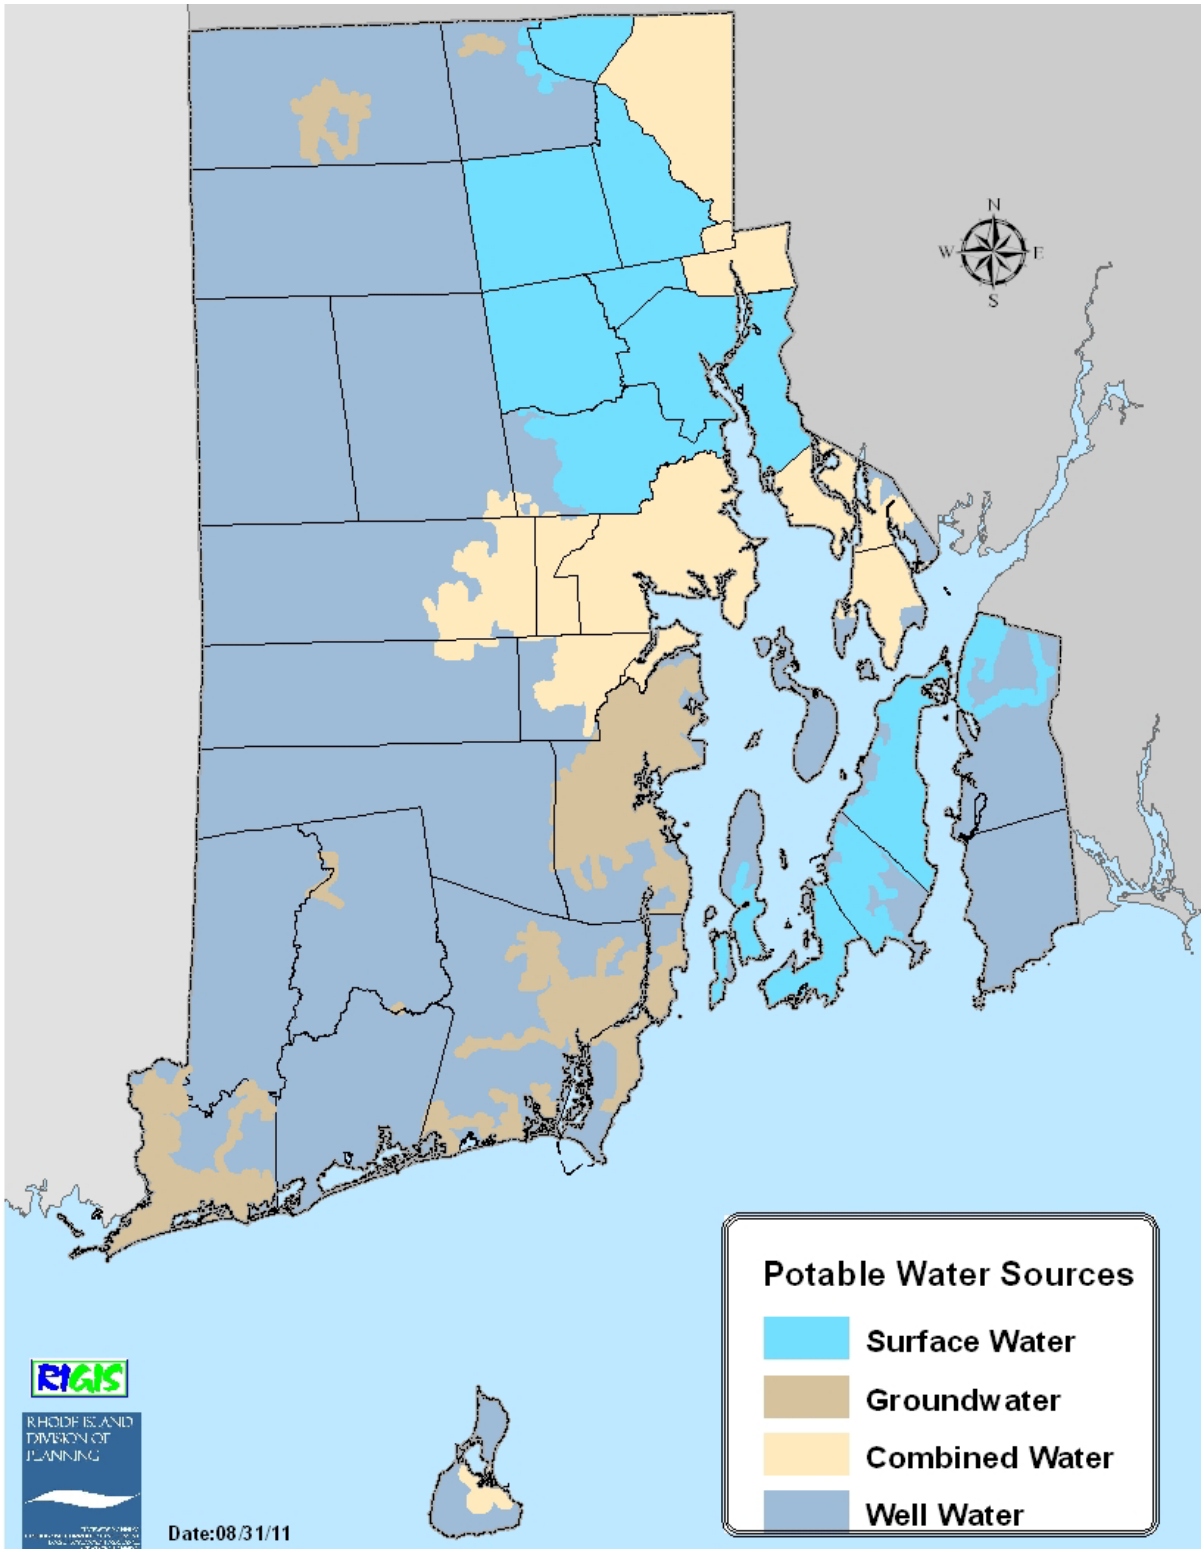 N
W E
S
Potable Water Sources
Surface Water
Groundwater
Combined Water
Well Water
RIGIS
RHODE ISLAND
DIVISION OF
PLANNING
Date:08/31/11